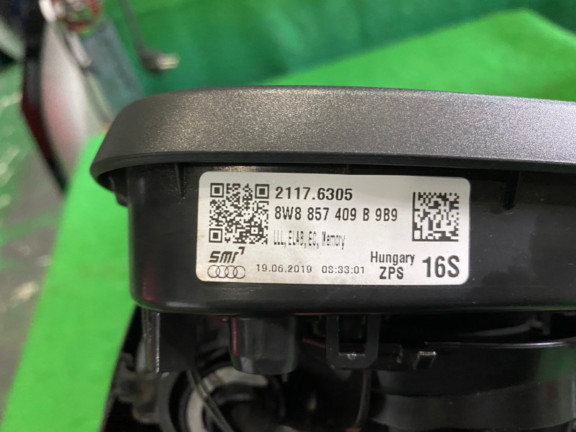 2117.6305
8W8 857 409 B 9B9
LLL, ELAB, EC, Memory
smr
Hungary
19.06.2019 08:33:01
ZPS 16S